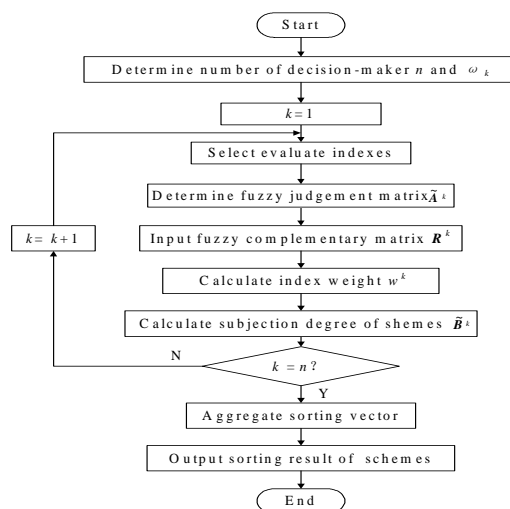 Start
Determine number of decision-maker n and ω k
k=1
Select evaluate indexes
Determine fuzzy judgement matrix Ã k
k= k+1
Input fuzzy complementary matrix R k
Calculate index weight w k
Calculate subjection degree of shemes B̃ k
N
k = n?
Y
Aggregate sorting vector
Output sorting result of schemes
End